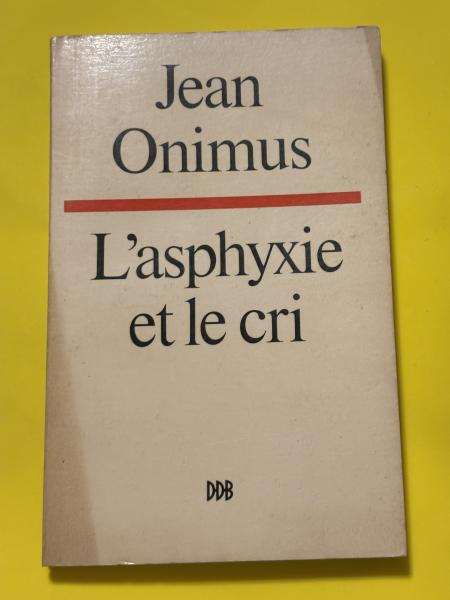 Jean
Onimus
L'asphyxie
et le cri
DDB